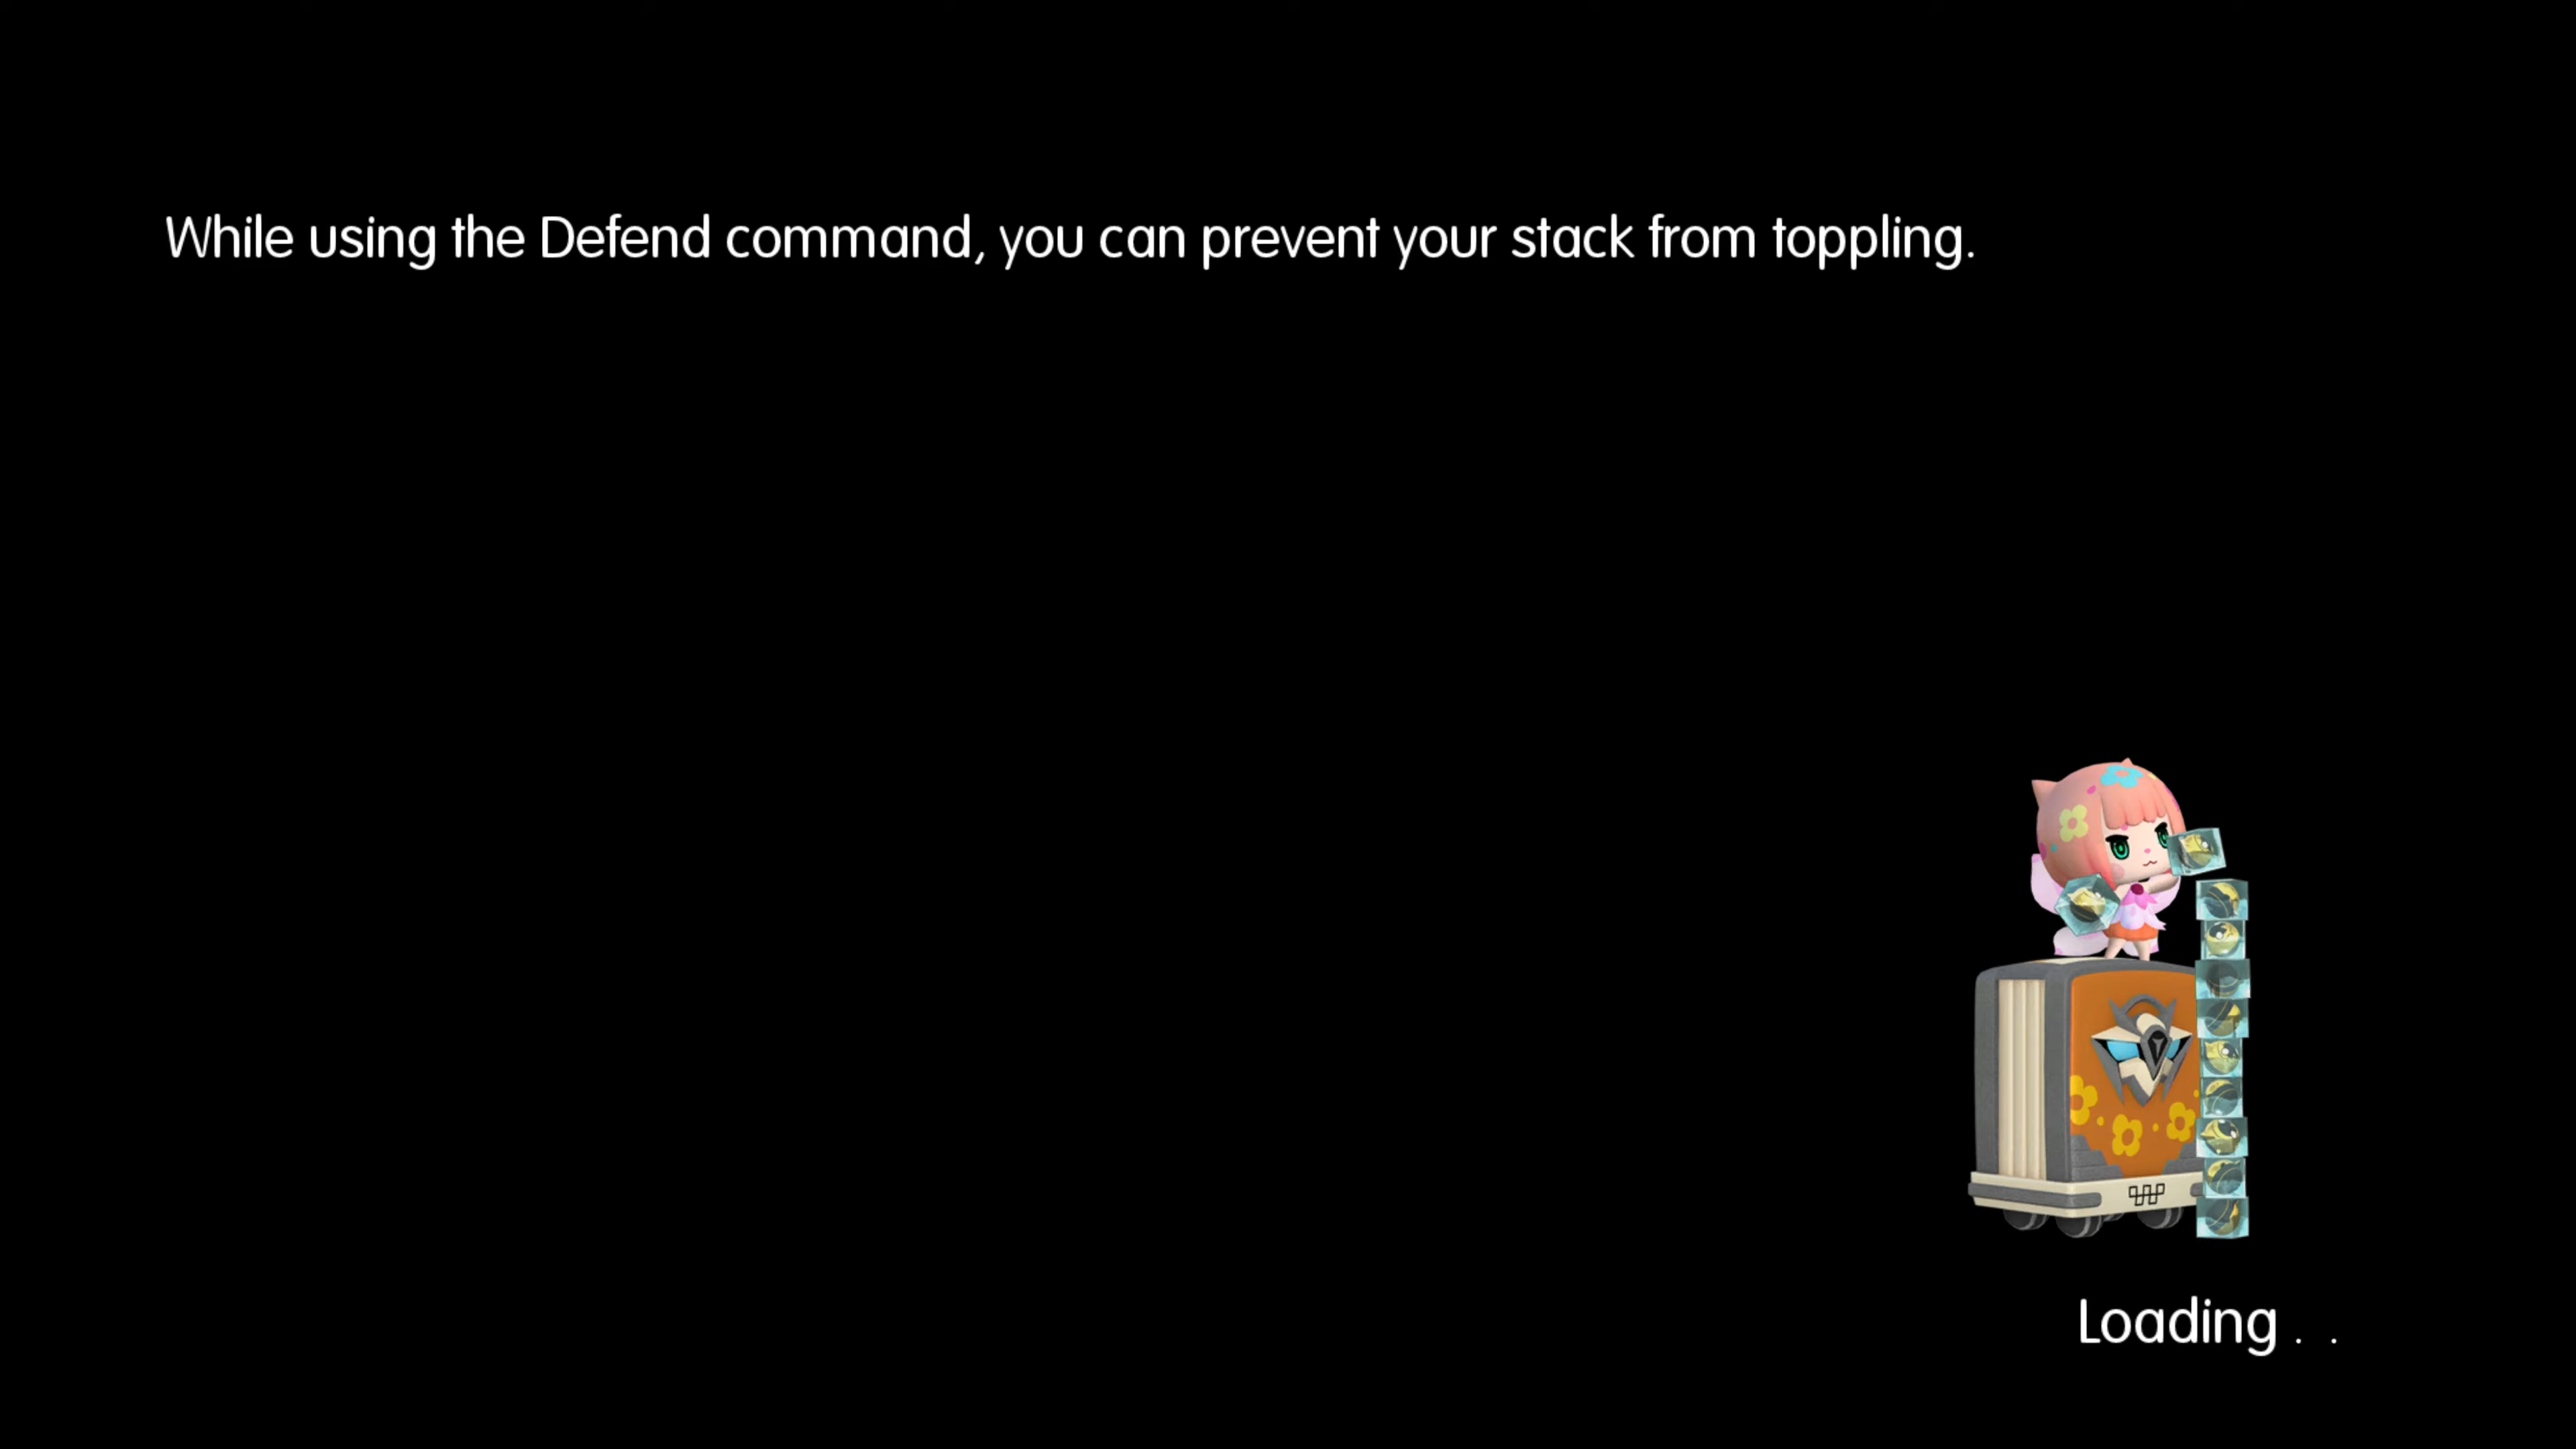 While using the Defend command, you can prevent your stack from toppling.
Loading . .